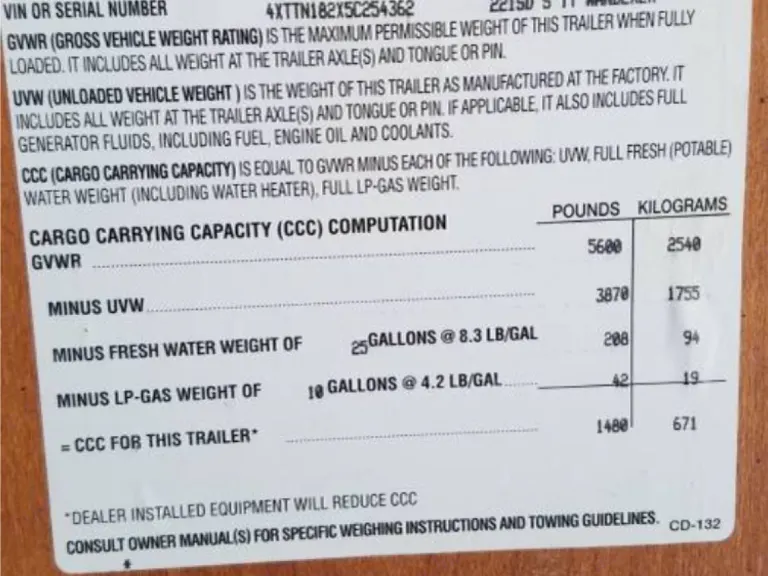 VIN OR SERIAL NUMBER 4XTTN182X5C254362
GVWR (GROSS VEHICLE WEIGHT RATING) IS THE MAXIMUM PERMISSIBLE WEIGHT OF THIS TRAILER WHEN FULLY
LOADED. IT INCLUDES ALL WEIGHT AT THE TRAILER AXLE(S) AND TONGUE OR PIN.
UVW (UNLOADED VEHICLE WEIGHT ) IS THE WEIGHT OF THIS TRAILER AS MANUFACTURED AT THE FACTORY. IT
INCLUDES ALL WEIGHT AT THE TRAILER AXLE(S) AND TONGUE OR PIN. IF APPLICABLE, IT ALSO INCLUDES FULL
GENERATOR FLUIDS, INCLUDING FUEL, ENGINE OIL AND COOLANTS.
CCC (CARGO CARRYING CAPACITY) IS EQUAL TO GVWR MINUS EACH OF THE FOLLOWING: UVW, FULL FRESH (POTABLE)
WATER WEIGHT (INCLUDING WATER HEATER), FULL LP-GAS WEIGHT.
CARGO CARRYING CAPACITY (CCC) COMPUTATION POUNDS KILOGRAMS
GVWR 5600 2540
MINUS UVW 3870 1755
MINUS FRESH WATER WEIGHT OF 25 GALLONS @ 8.3 LB/GAL 208 94
MINUS LP-GAS WEIGHT OF 10 GALLONS @ 4.2 LB/GAL 42 19
= CCC FOR THIS TRAILER* 1480 671
*DEALER INSTALLED EQUIPMENT WILL REDUCE CCC
CONSULT OWNER MANUAL(S) FOR SPECIFIC WEIGHING INSTRUCTIONS AND TOWING GUIDELINES. CD-132
*